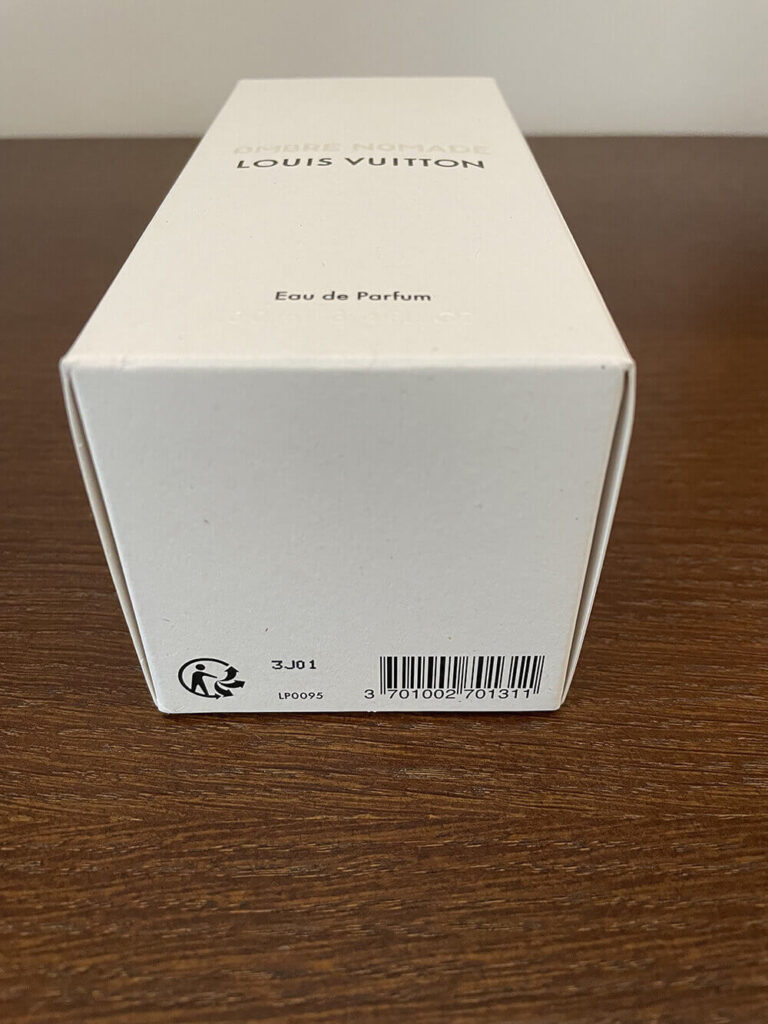 OMBRE NOMADE
LOUIS VUITTON
Eau de Parfum
3J01
LP0095
3 701002 701311